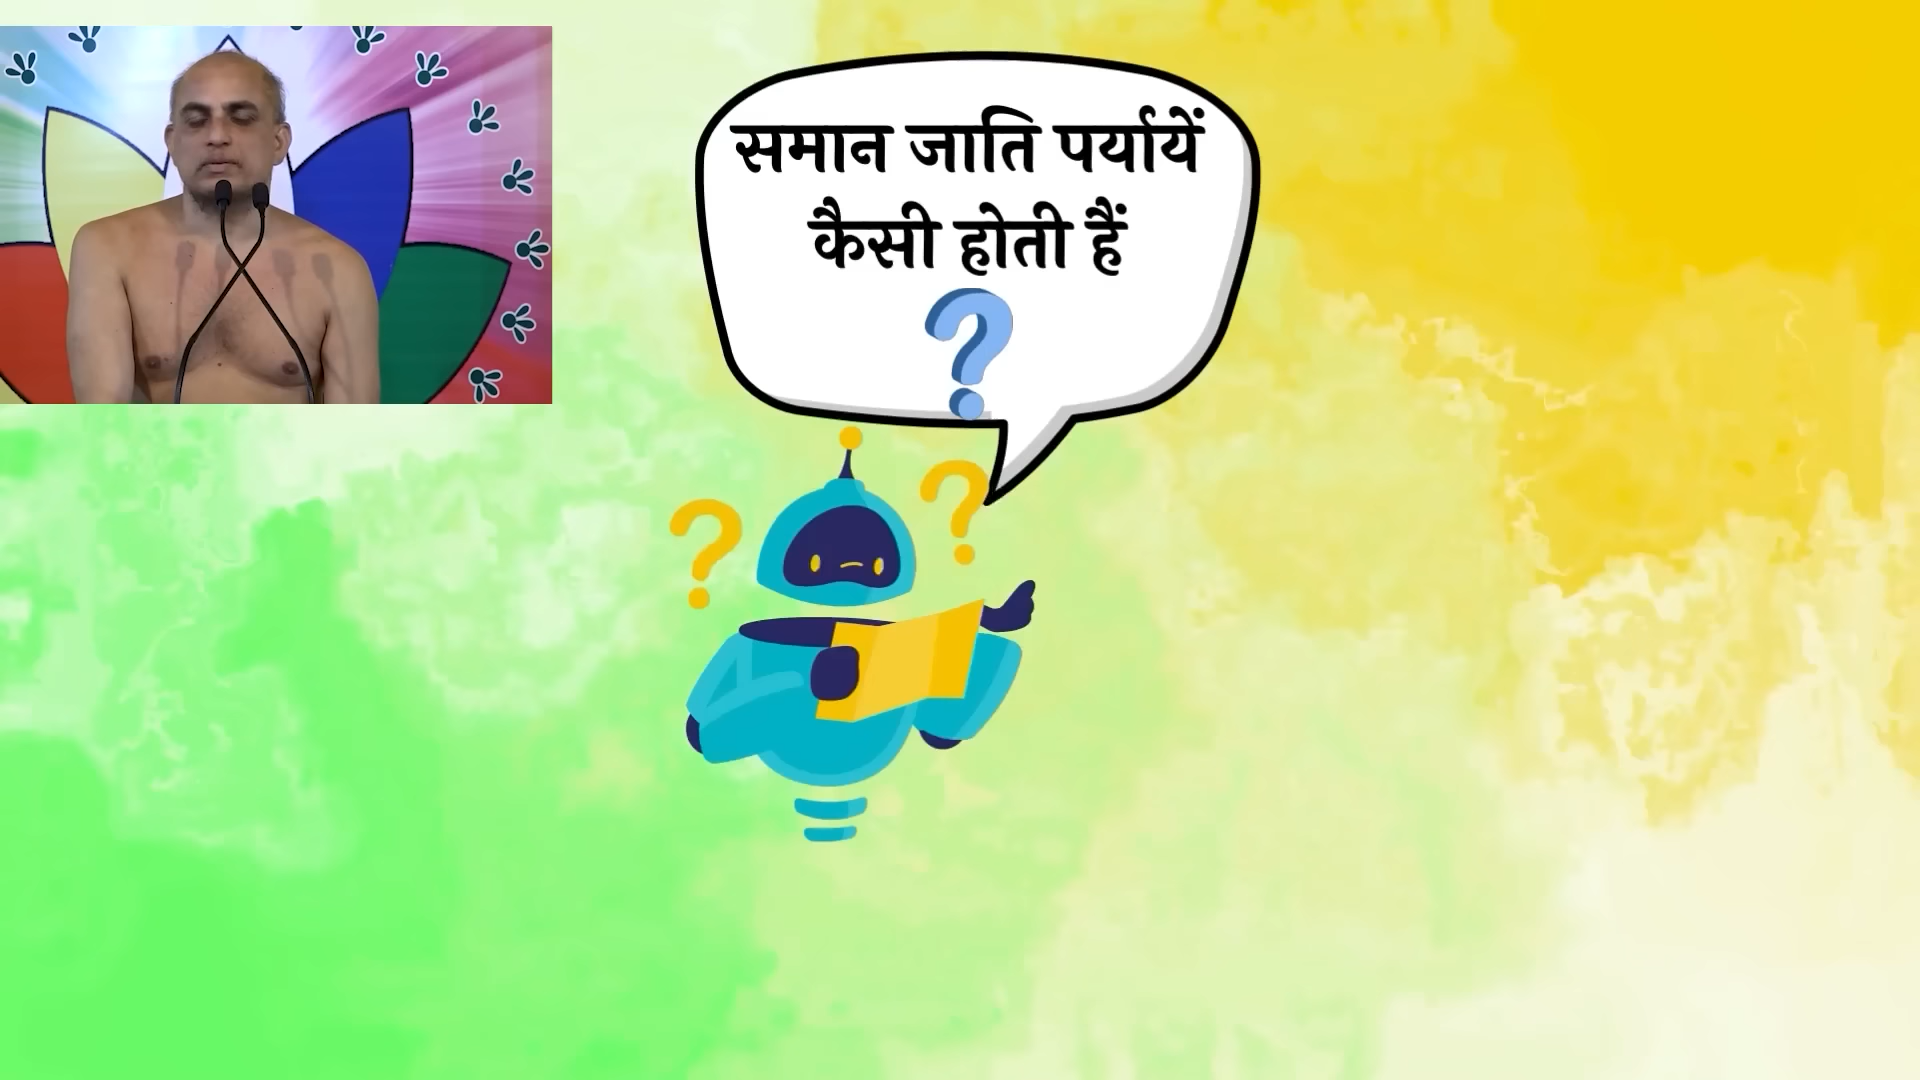 समान जाति पर्यायें
कैसी होती हैं
?
? ?